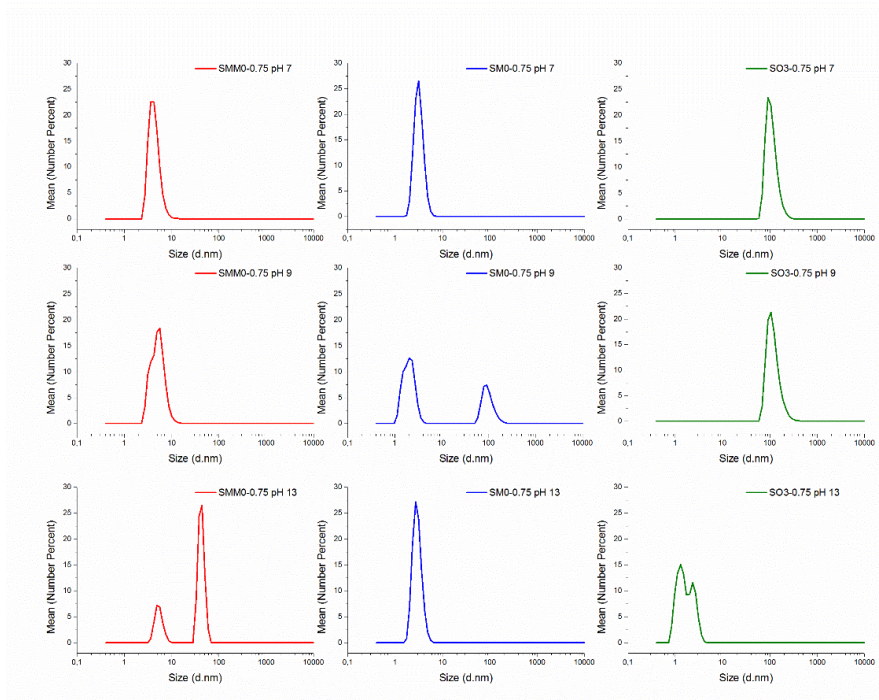 SMM0-0.75 pH 7
Mean (Number Percent)
30
25
20
15
10
5
0
0,1 1 10 100 1000 10000
Size (d.nm)
SM0-0.75 pH 7
Mean (Number Percent)
30
25
20
15
10
5
0
0,1 1 10 100 1000 10000
Size (d.nm)
SO3-0.75 pH 7
Mean (Number Percent)
30
25
20
15
10
5
0
0,1 1 10 100 1000 10000
Size (d.nm)
SMM0-0.75 pH 9
Mean (Number Percent)
30
25
20
15
10
5
0
0,1 1 10 100 1000 10000
Size (d.nm)
SM0-0.75 pH 9
Mean (Number Percent)
30
25
20
15
10
5
0
0,1 1 10 100 1000 10000
Size (d.nm)
SO3-0.75 pH 9
Mean (Number Percent)
30
25
20
15
10
5
0
0,1 1 10 100 1000 10000
Size (d.nm)
SMM0-0.75 pH 13
Mean (Number Percent)
30
25
20
15
10
5
0
0,1 1 10 100 1000 10000
Size (d.nm)
SM0-0.75 pH 13
Mean (Number Percent)
30
25
20
15
10
5
0
0,1 1 10 100 1000 10000
Size (d.nm)
SO3-0.75 pH 13
Mean (Number Percent)
30
25
20
15
10
5
0
0,1 1 10 100 1000 10000
Size (d.nm)